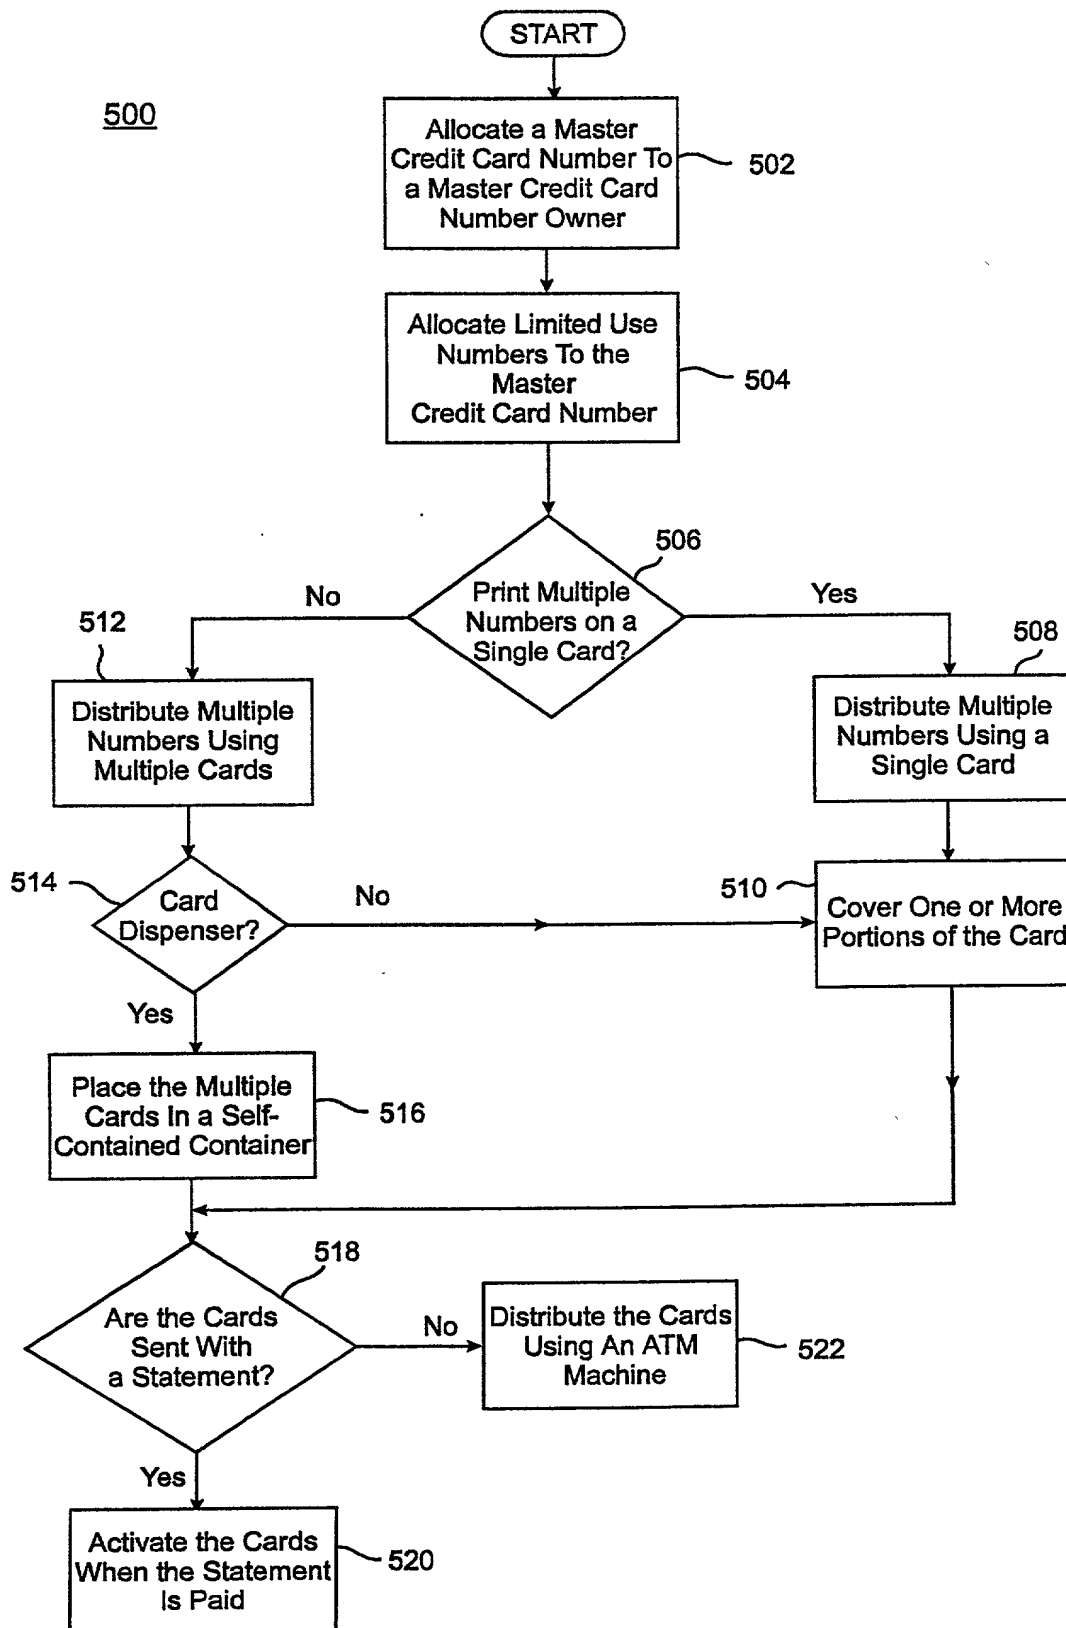 START
500
Allocate a Master
Credit Card Number To
a Master Credit Card
Number Owner
502
Allocate Limited Use
Numbers To the
Master
Credit Card Number
504
506
Print Multiple
Numbers on a
Single Card?
No
Yes
512
508
Distribute Multiple
Numbers Using
Multiple Cards
Distribute Multiple
Numbers Using a
Single Card
514
Card
Dispenser?
No
510
Cover One or More
Portions of the Card
Yes
Place the Multiple
Cards In a Self-
Contained Container
516
518
Are the Cards
Sent With
a Statement?
No
Distribute the Cards
Using An ATM
Machine
522
Yes
Activate the Cards
When the Statement
Is Paid
520